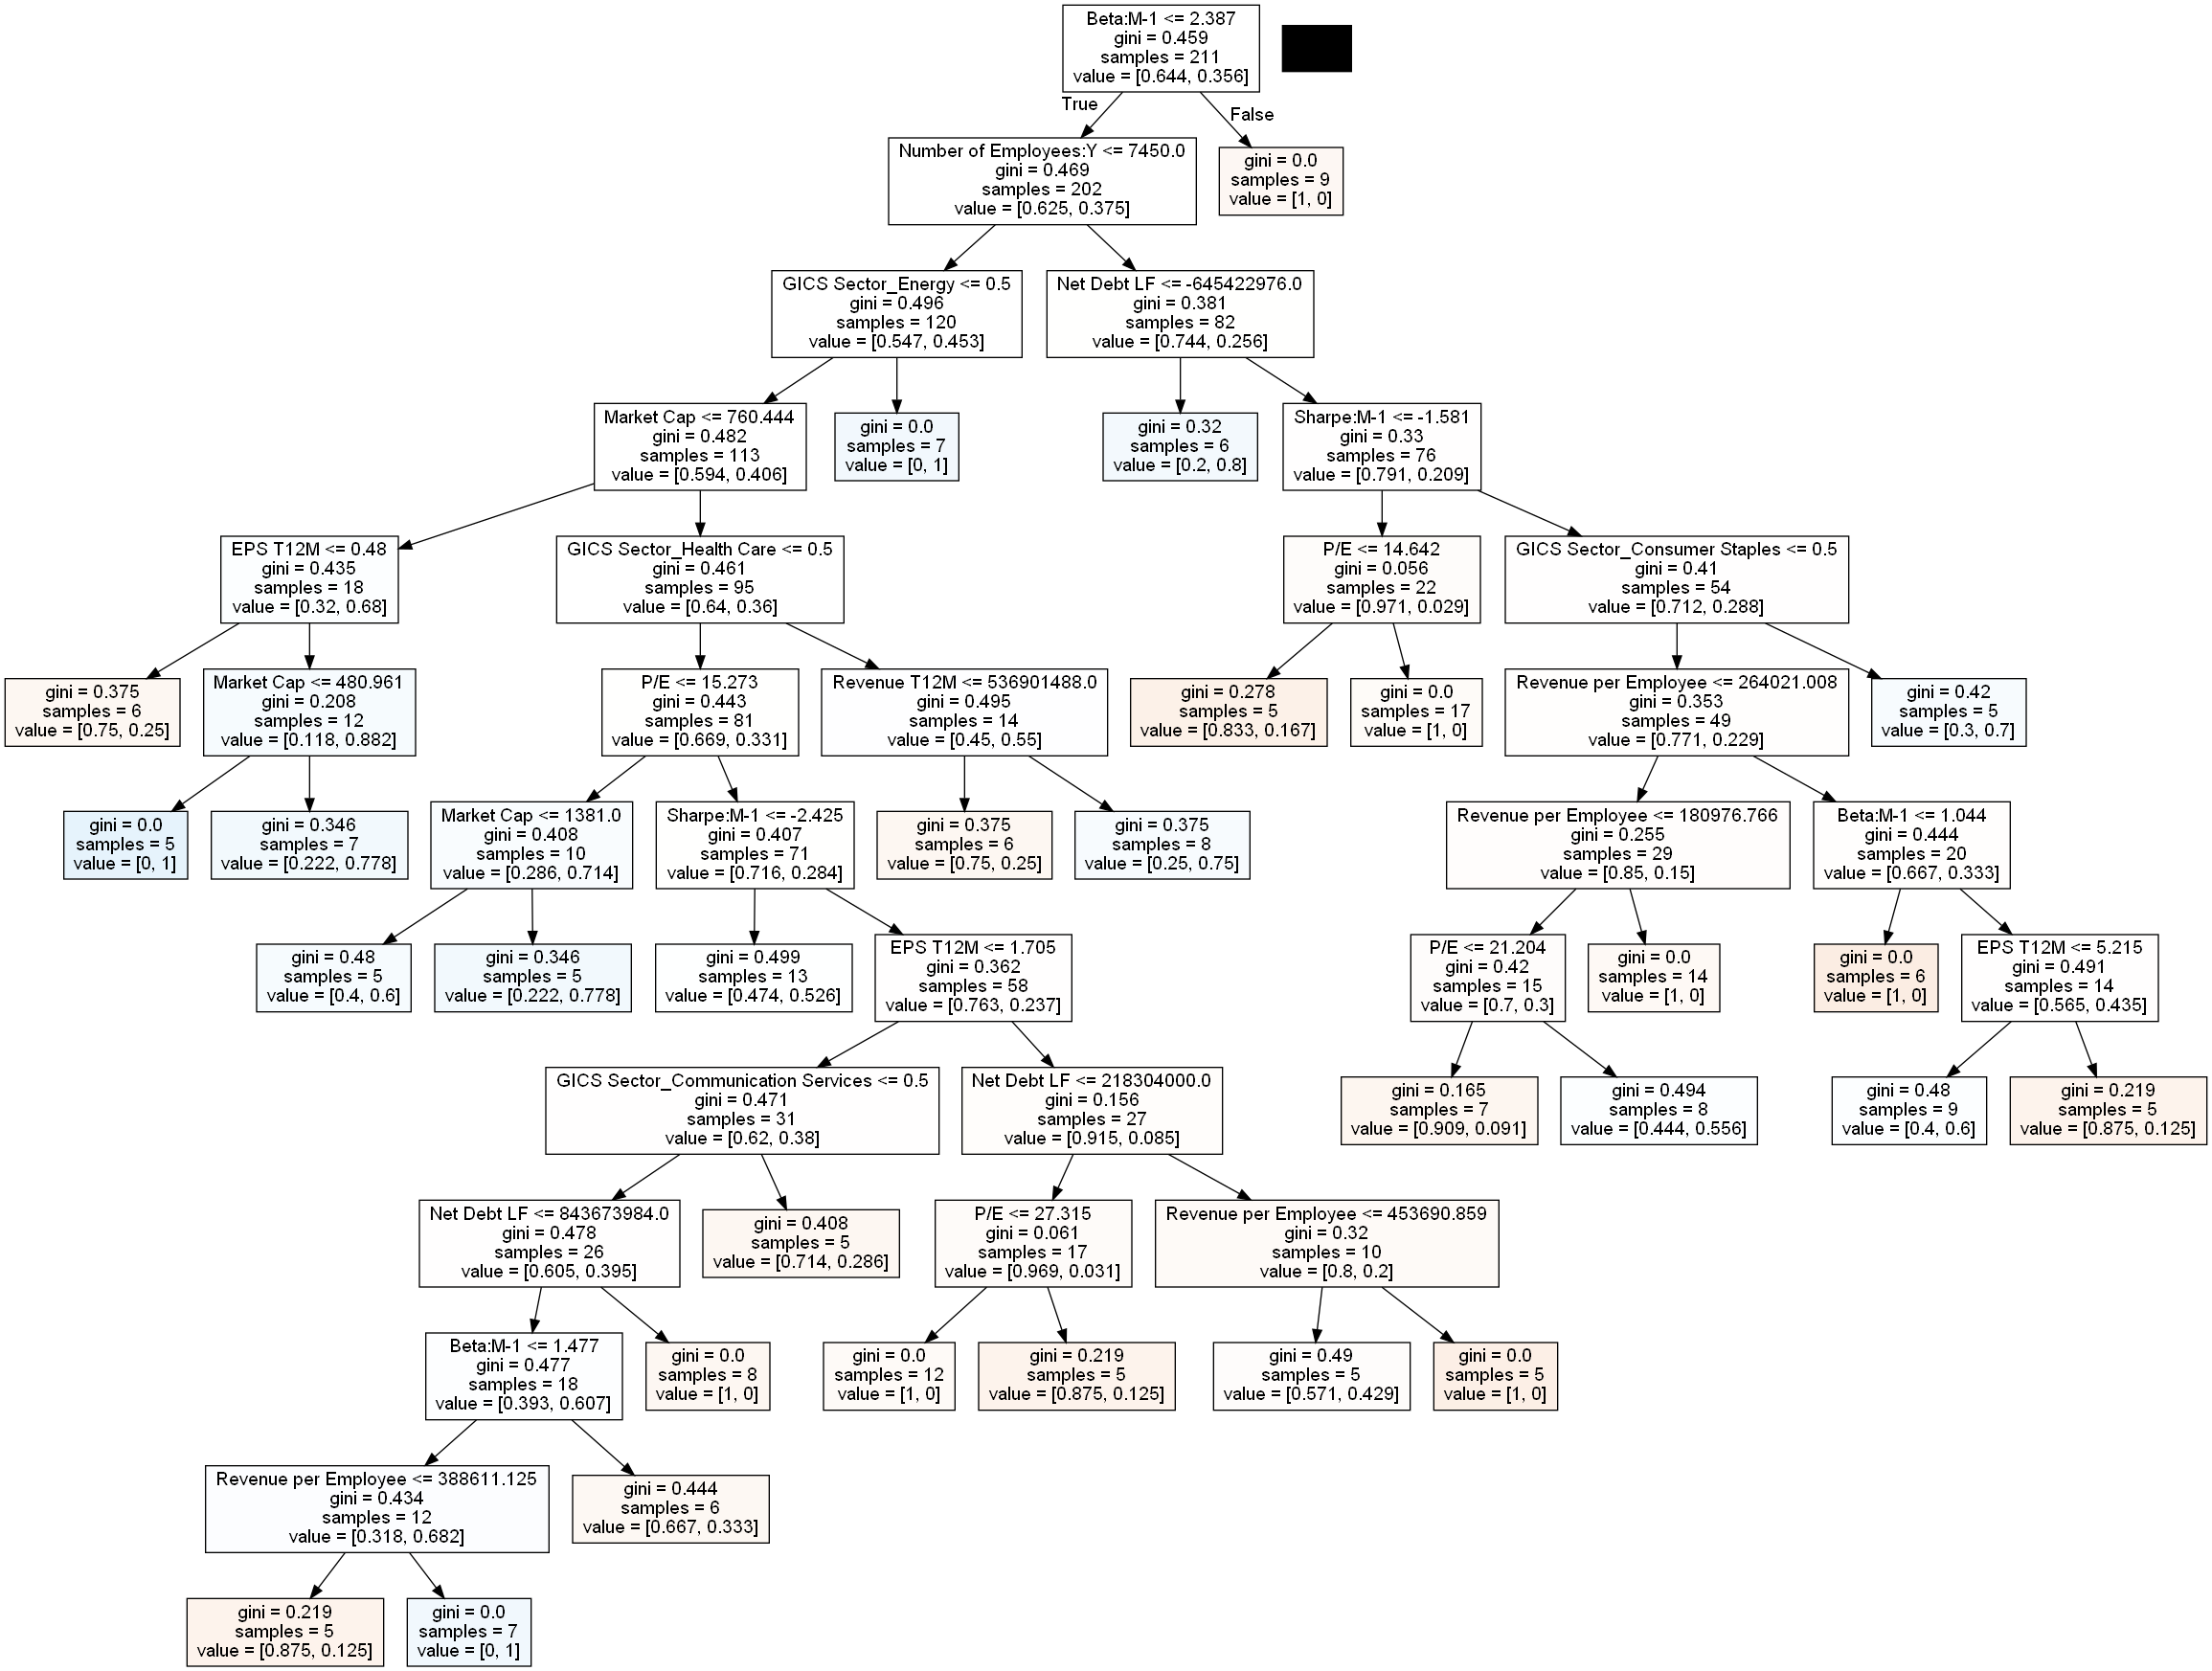 Beta:M-1 <= 2.387
gini = 0.459
samples = 211
value = [0.644, 0.356]
True
False
Number of Employees:Y <= 7450.0
gini = 0.469
samples = 202
value = [0.625, 0.375]
gini = 0.0
samples = 9
value = [1, 0]
GICS Sector_Energy <= 0.5
gini = 0.496
samples = 120
value = [0.547, 0.453]
Net Debt LF <= -645422976.0
gini = 0.381
samples = 82
value = [0.744, 0.256]
Market Cap <= 760.444
gini = 0.482
samples = 113
value = [0.594, 0.406]
gini = 0.0
samples = 7
value = [0, 1]
gini = 0.32
samples = 6
value = [0.2, 0.8]
Sharpe:M-1 <= -1.581
gini = 0.33
samples = 76
value = [0.791, 0.209]
EPS T12M <= 0.48
gini = 0.435
samples = 18
value = [0.32, 0.68]
GICS Sector_Health Care <= 0.5
gini = 0.461
samples = 95
value = [0.64, 0.36]
P/E <= 14.642
gini = 0.056
samples = 22
value = [0.971, 0.029]
GICS Sector_Consumer Staples <= 0.5
gini = 0.41
samples = 54
value = [0.712, 0.288]
gini = 0.375
samples = 6
value = [0.75, 0.25]
Market Cap <= 480.961
gini = 0.208
samples = 12
value = [0.118, 0.882]
P/E <= 15.273
gini = 0.443
samples = 81
value = [0.669, 0.331]
Revenue T12M <= 536901488.0
gini = 0.495
samples = 14
value = [0.45, 0.55]
gini = 0.278
samples = 5
value = [0.833, 0.167]
gini = 0.0
samples = 17
value = [1, 0]
Revenue per Employee <= 264021.008
gini = 0.353
samples = 49
value = [0.771, 0.229]
gini = 0.42
samples = 5
value = [0.3, 0.7]
gini = 0.0
samples = 5
value = [0, 1]
gini = 0.346
samples = 7
value = [0.222, 0.778]
Market Cap <= 1381.0
gini = 0.408
samples = 10
value = [0.286, 0.714]
Sharpe:M-1 <= -2.425
gini = 0.407
samples = 71
value = [0.716, 0.284]
gini = 0.375
samples = 6
value = [0.75, 0.25]
gini = 0.375
samples = 8
value = [0.25, 0.75]
Revenue per Employee <= 180976.766
gini = 0.255
samples = 29
value = [0.85, 0.15]
Beta:M-1 <= 1.044
gini = 0.444
samples = 20
value = [0.667, 0.333]
gini = 0.48
samples = 5
value = [0.4, 0.6]
gini = 0.346
samples = 5
value = [0.222, 0.778]
gini = 0.499
samples = 13
value = [0.474, 0.526]
EPS T12M <= 1.705
gini = 0.362
samples = 58
value = [0.763, 0.237]
P/E <= 21.204
gini = 0.42
samples = 15
value = [0.7, 0.3]
gini = 0.0
samples = 14
value = [1, 0]
gini = 0.0
samples = 6
value = [1, 0]
EPS T12M <= 5.215
gini = 0.491
samples = 14
value = [0.565, 0.435]
GICS Sector_Communication Services <= 0.5
gini = 0.471
samples = 31
value = [0.62, 0.38]
Net Debt LF <= 218304000.0
gini = 0.156
samples = 27
value = [0.915, 0.085]
gini = 0.165
samples = 7
value = [0.909, 0.091]
gini = 0.494
samples = 8
value = [0.444, 0.556]
gini = 0.48
samples = 9
value = [0.4, 0.6]
gini = 0.219
samples = 5
value = [0.875, 0.125]
Net Debt LF <= 843673984.0
gini = 0.478
samples = 26
value = [0.605, 0.395]
gini = 0.408
samples = 5
value = [0.714, 0.286]
P/E <= 27.315
gini = 0.061
samples = 17
value = [0.969, 0.031]
Revenue per Employee <= 453690.859
gini = 0.32
samples = 10
value = [0.8, 0.2]
Beta:M-1 <= 1.477
gini = 0.477
samples = 18
value = [0.393, 0.607]
gini = 0.0
samples = 8
value = [1, 0]
gini = 0.0
samples = 12
value = [1, 0]
gini = 0.219
samples = 5
value = [0.875, 0.125]
gini = 0.49
samples = 5
value = [0.571, 0.429]
gini = 0.0
samples = 5
value = [1, 0]
Revenue per Employee <= 388611.125
gini = 0.434
samples = 12
value = [0.318, 0.682]
gini = 0.444
samples = 6
value = [0.667, 0.333]
gini = 0.219
samples = 5
value = [0.875, 0.125]
gini = 0.0
samples = 7
value = [0, 1]